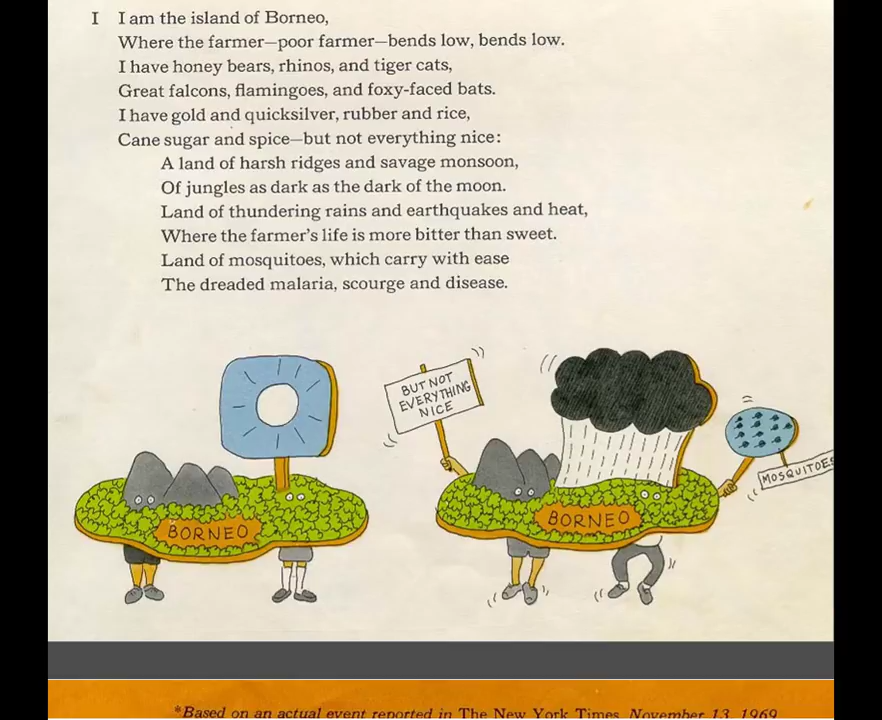 I I am the island of Borneo,
Where the farmer—poor farmer—bends low, bends low.
I have honey bears, rhinos, and tiger cats,
Great falcons, flamingoes, and foxy-faced bats.
I have gold and quicksilver, rubber and rice,
Cane sugar and spice—but not everything nice:
A land of harsh ridges and savage monsoon,
Of jungles as dark as the dark of the moon.
Land of thundering rains and earthquakes and heat,
Where the farmer's life is more bitter than sweet.
Land of mosquitoes, which carry with ease
The dreaded malaria, scourge and disease.
BUT NOT
EVERYTHING
NICE
MOSQUITOES
BORNEO
BORNEO
*Based on an actual event reported in The New York Times, November 13, 1969